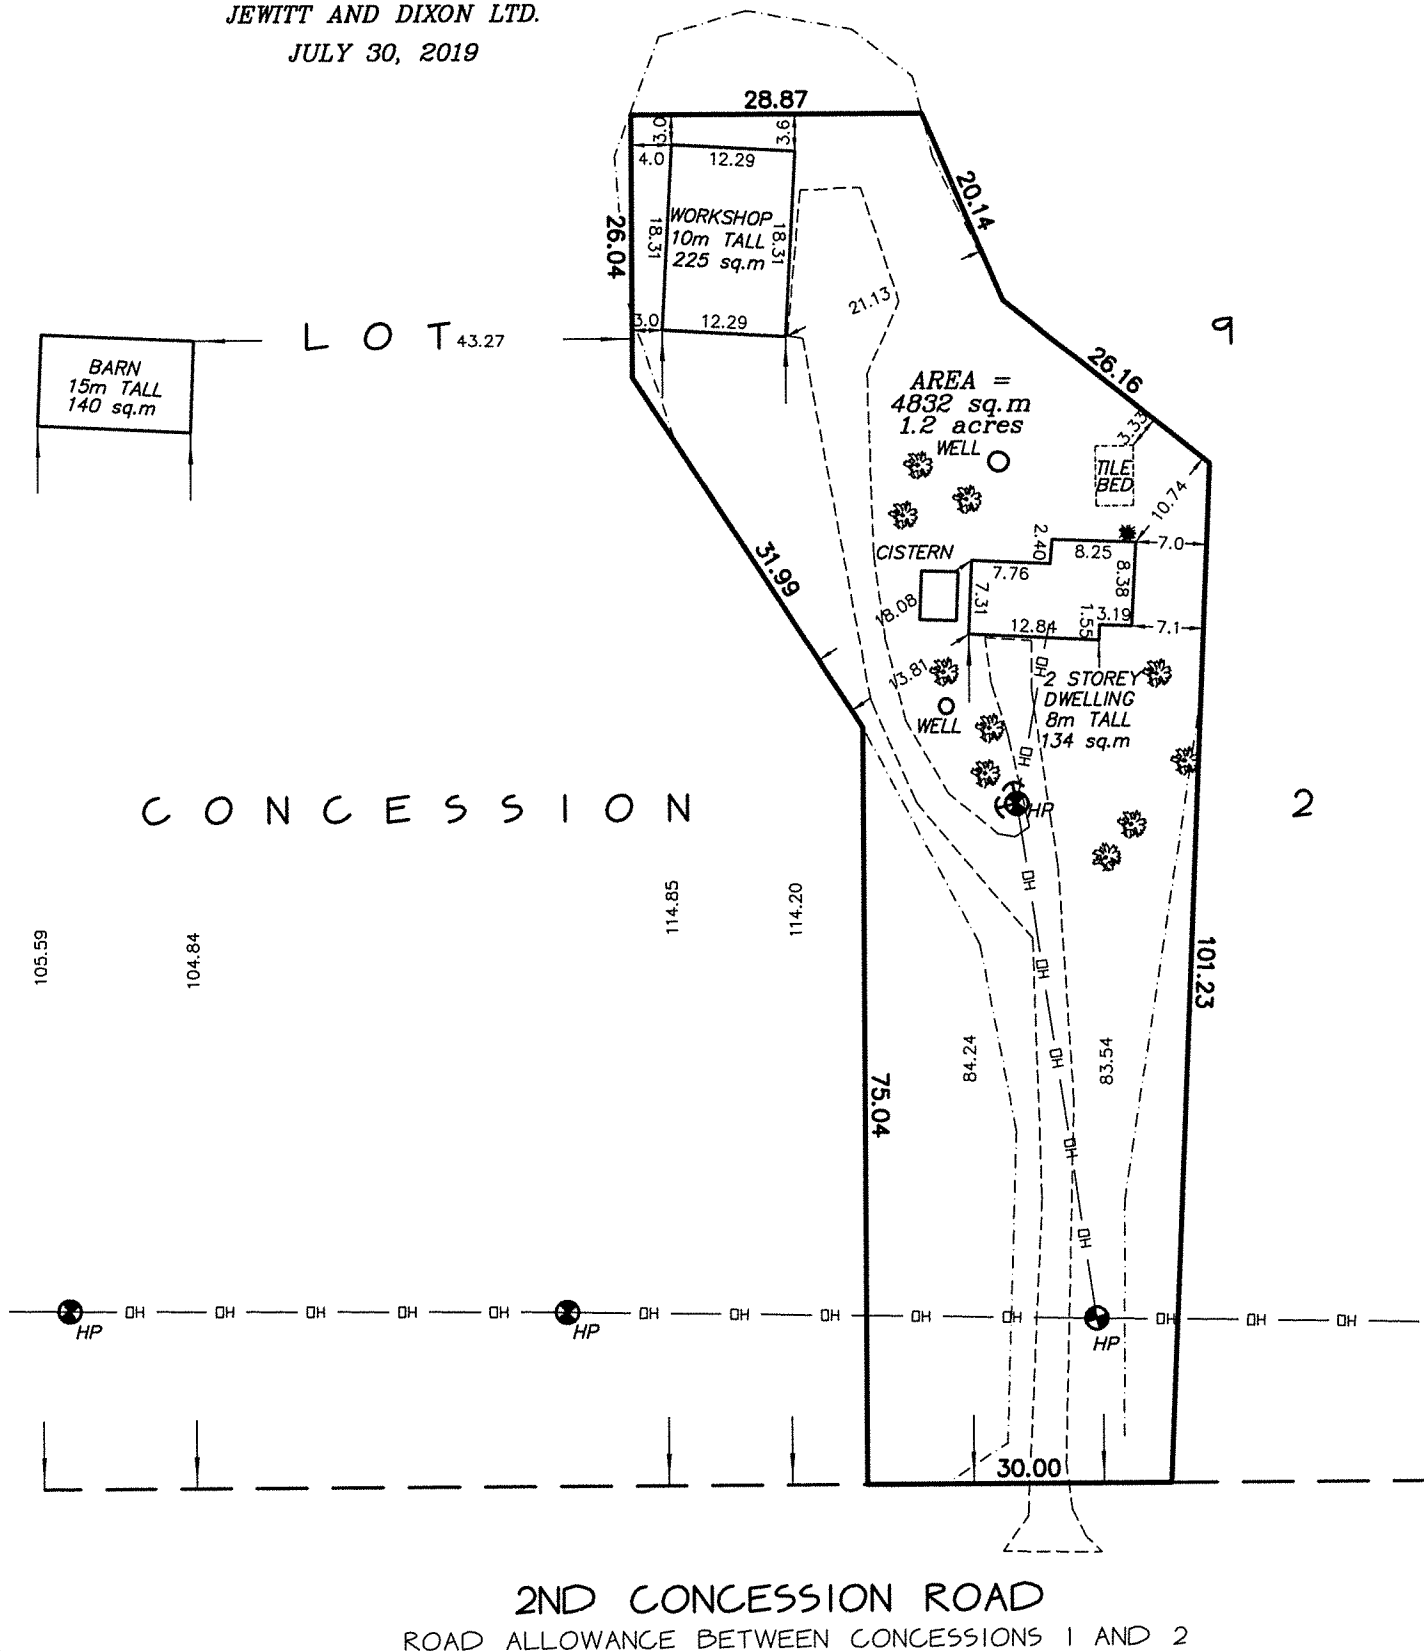 JEWITT AND DIXON LTD.
JULY 30, 2019
28.87
3.0
3.6
4.0
12.29
20.14
26.04
18.31
WORKSHOP
10m TALL
225 sq.m
18.31
21.13
3.0
12.29
LOT
43.27
9
BARN
15m TALL
140 sq.m
26.16
AREA =
4832 sq.m
1.2 acres
WELL
3.33
TILE
BED
10.74
31.99
CISTERN
2.40
8.25
7.0
7.76
8.38
7.31
18.08
12.84
1.55
3.19
7.1
13.81
OH
2 STOREY
DWELLING
8m TALL
134 sq.m
WELL
OH
HP
CONCESSION
2
OH
114.85
114.20
105.59
104.84
OH
101.23
84.24
83.54
OH
75.04
OH
OH
OH OH OH OH OH OH OH OH OH OH OH OH OH
HP
HP
HP
30.00
2ND CONCESSION ROAD
ROAD ALLOWANCE BETWEEN CONCESSIONS 1 AND 2